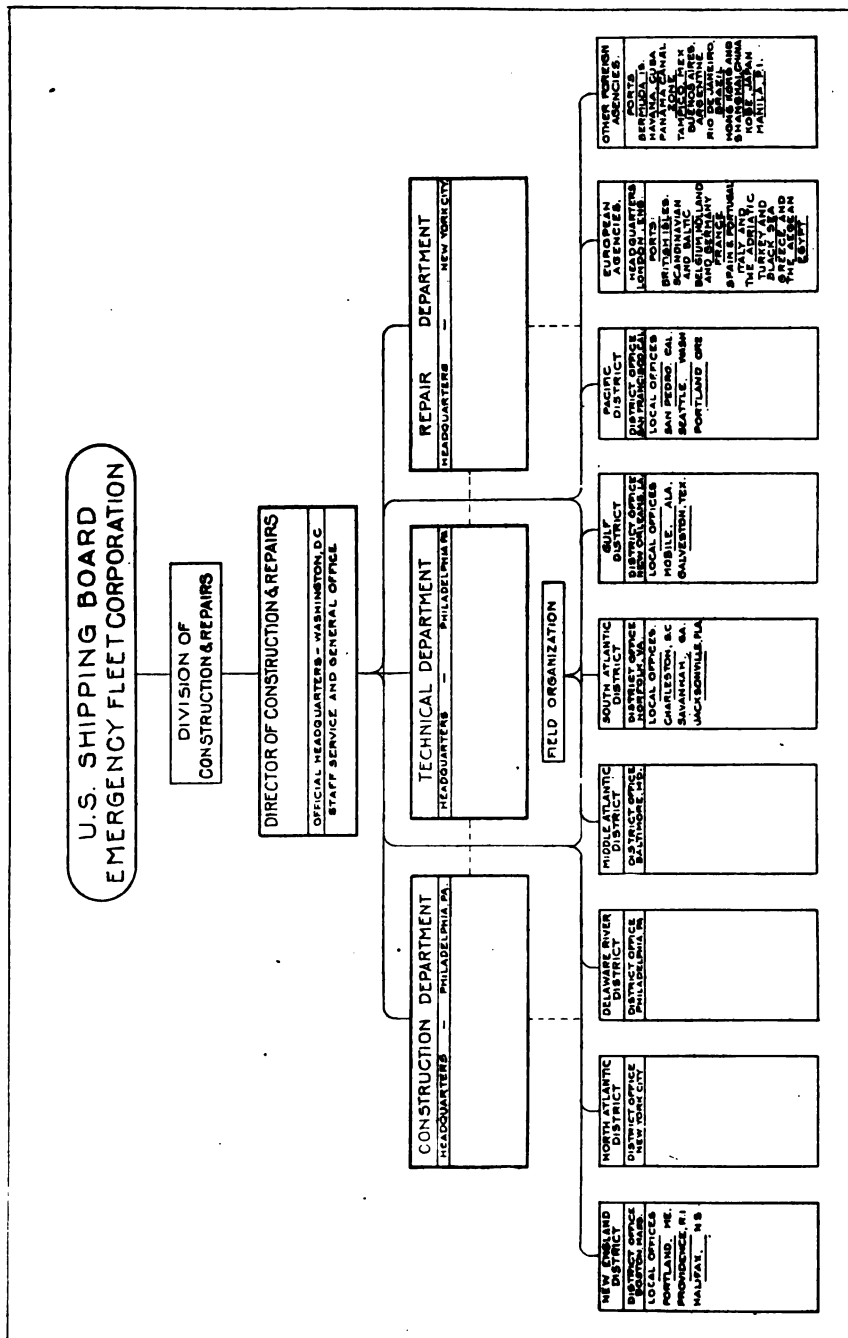 U.S. SHIPPING BOARD
EMERGENCY FLEET CORPORATION
DIVISION OF
CONSTRUCTION & REPAIRS
DIRECTOR OF CONSTRUCTION & REPAIRS
OFFICIAL HEADQUARTERS – WASHINGTON, D.C
STAFF SERVICE AND GENERAL OFFICE
CONSTRUCTION DEPARTMENT
HEADQUARTERS – PHILADELPHIA, PA.
TECHNICAL DEPARTMENT
HEADQUARTERS – PHILADELPHIA PA.
REPAIR DEPARTMENT
HEADQUARTERS – NEW YORK CITY.
FIELD ORGANIZATION
NEW ENGLAND
DISTRICT
DISTRICT OFFICE
BOSTON, MASS.
LOCAL OFFICES
PORTLAND, ME.
PROVIDENCE, R.I
HALIFAX, N S.
NORTH ATLANTIC
DISTRICT
DISTRICT OFFICE
NEW YORK CITY
DELAWARE RIVER
DISTRICT
DISTRICT OFFICE
PHILADELPHIA PA
MIDDLE ATLANTIC
DISTRICT
DISTRICT OFFICE
BALTIMORE, MD.
SOUTH ATLANTIC
DISTRICT
DISTRICT OFFICE
NORFOLK, VA.
LOCAL OFFICES.
CHARLESTON, S.C
SAVANNAH, GA.
JACKSONVILLE, FLA.
GULF
DISTRICT
DISTRICT OFFICE
NEW ORLEANS, LA.
LOCAL OFFICES
MOBILE, ALA.
GALVESTON, TEX.
PACIFIC
DISTRICT
DISTRICT OFFICE
SAN FRANCISCO CAL.
LOCAL OFFICES
SAN PEDRO, CAL.
SEATTLE, WASH
PORTLAND ORE
EUROPEAN
AGENCIES.
HEADQUARTERS
LONDON, ENG.
PORTS:
BRITISH ISLES.
SCANDINAVIAN
AND BALTIC
BELGIUM, HOLLAND
AND GERMANY
FRANCE
SPAIN & PORTUGAL
ITALY AND
THE ADRIATIC
TURKEY AND
BLACK SEA
GREECE AND
THE AEGEAN
EGYPT
OTHER FOREIGN
AGENCIES.
PORTS
BERMUDA IS.
HAVANA, CUBA
PANAMA CANAL
ZONE
TAMPICO, MEX
BUENOS AIRES.
ARGENTINE
RIO DE JANEIRO.
BRAZIL
HONG KONG AND
SHANGHAI, CHINA
KOBE, JAPAN
MANILA, P.I.